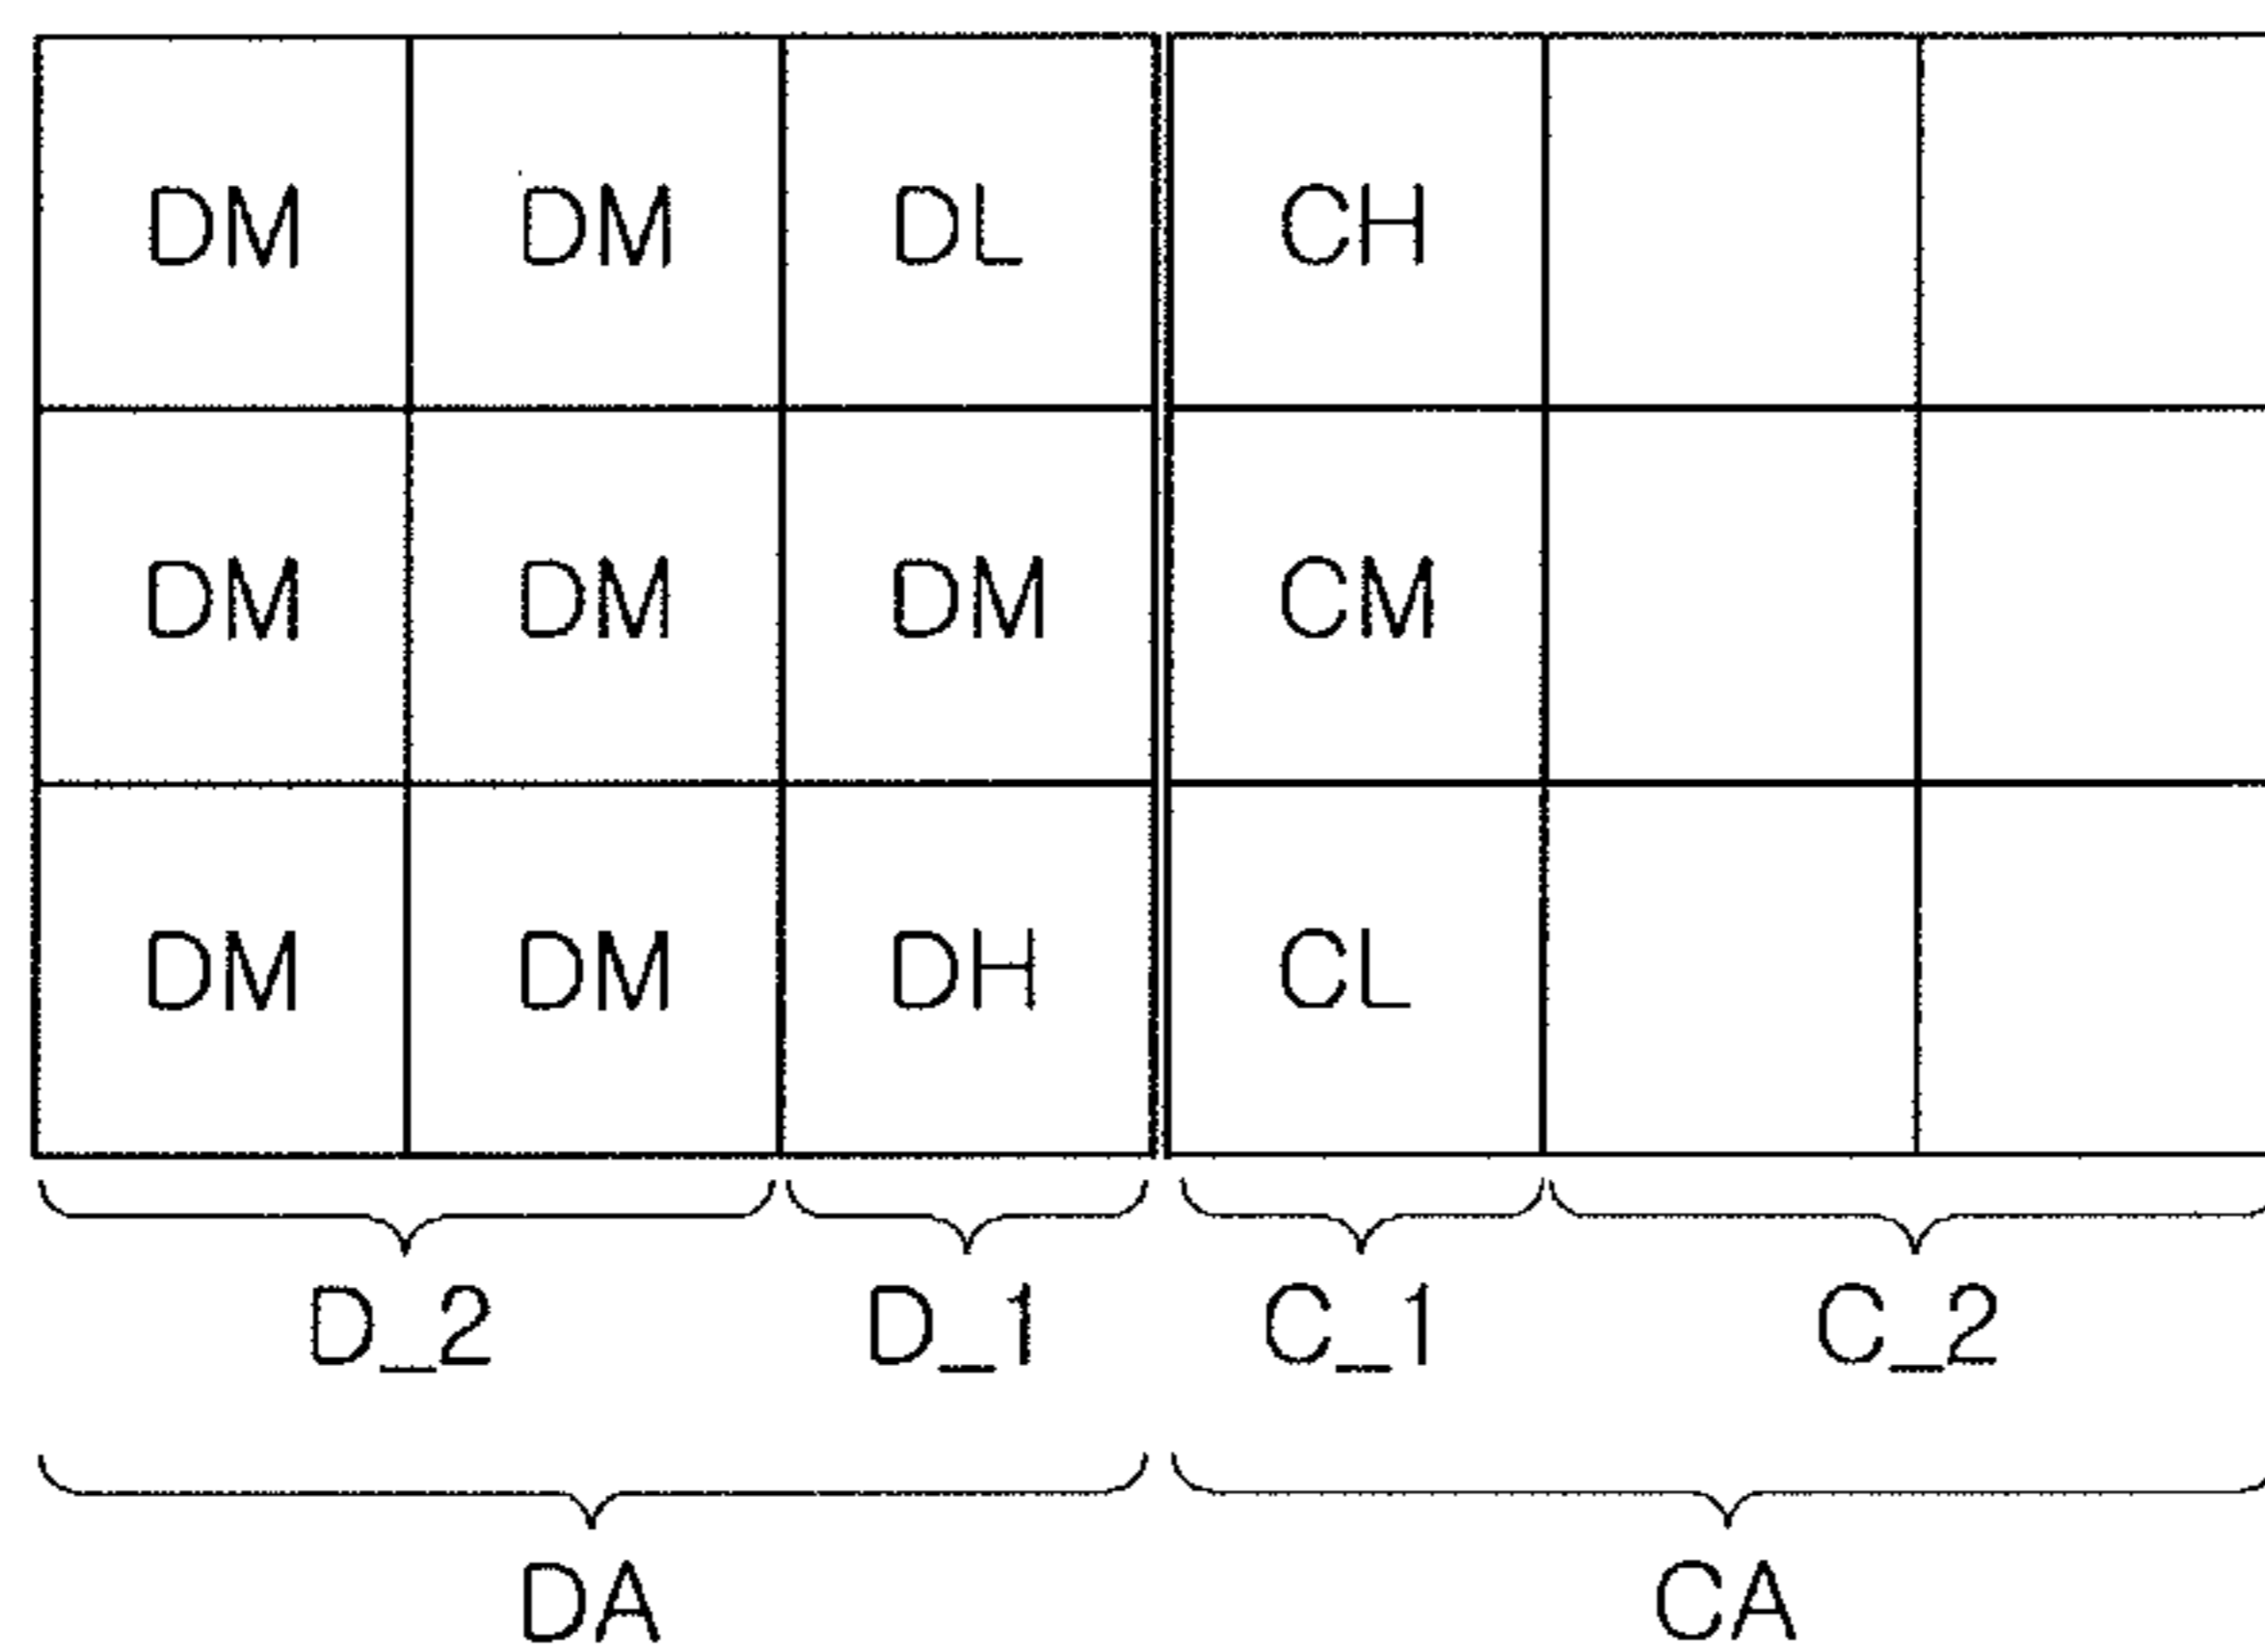 DM DM DL CH
DM DM DM CM
DM DM DH CL
D_2 D_1 C_1 C_2
DA CA